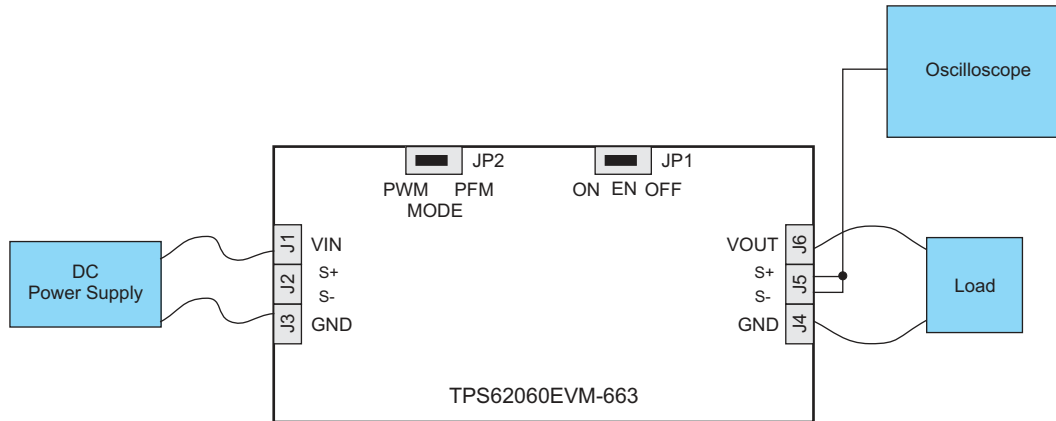 Oscilloscope
JP2
JP1
PWM PFM
MODE
ON EN OFF
J1 VIN
J2 S+
S-
J3 GND
VOUT J6
S+ J5
S-
GND J4
DC
Power Supply
Load
TPS62060EVM-663